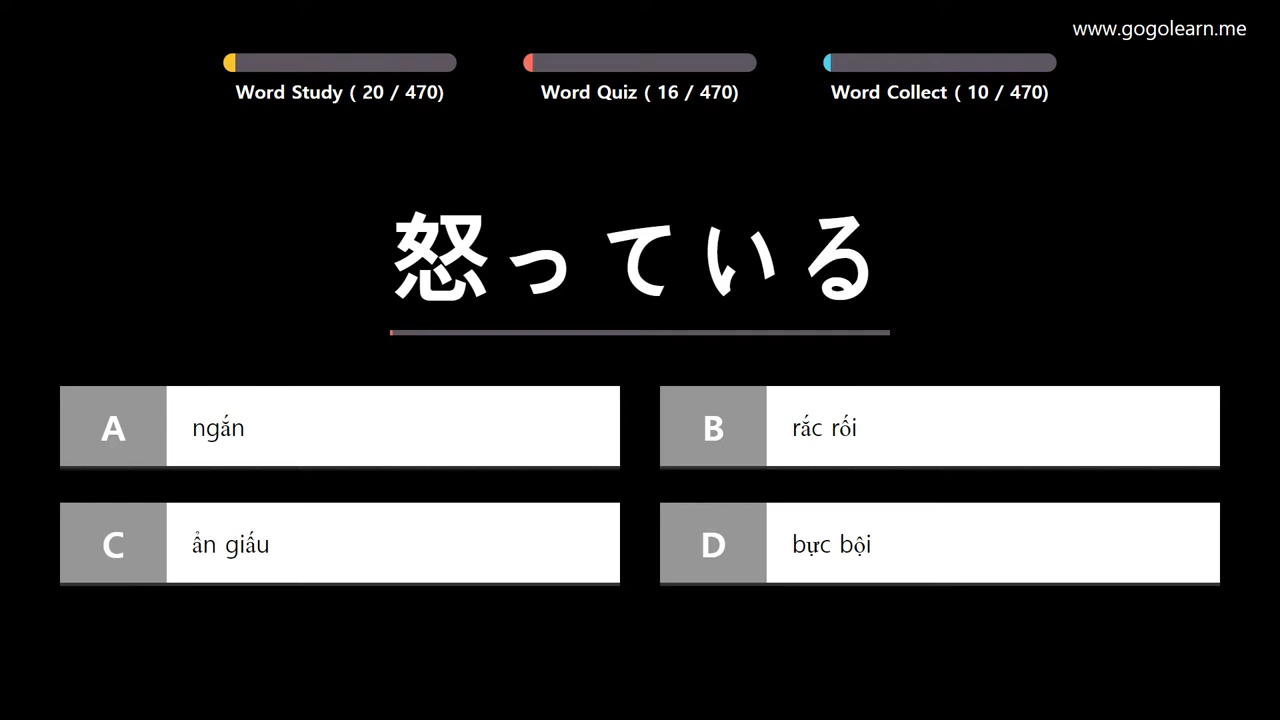 www.gogolearn.me
Word Study ( 20 / 470)
Word Quiz ( 16 / 470)
Word Collect ( 10 / 470)
怒っている
A ngắn
B rắc rối
C ẩn giấu
D bực bội